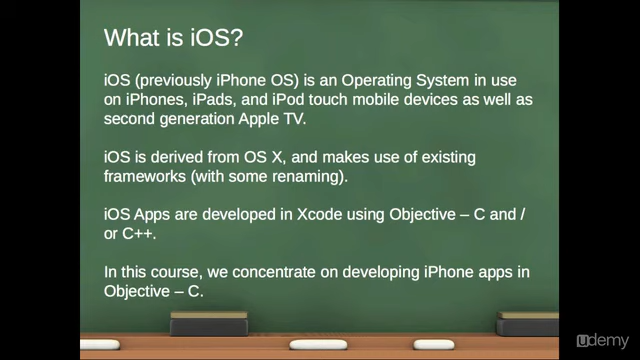 What is iOS?
iOS (previously iPhone OS) is an Operating System in use
on iPhones, iPads, and iPod touch mobile devices as well as
second generation Apple TV.
iOS is derived from OS X, and makes use of existing
frameworks (with some renaming).
iOS Apps are developed in Xcode using Objective – C and /
or C++.
In this course, we concentrate on developing iPhone apps in
Objective – C.
udemy